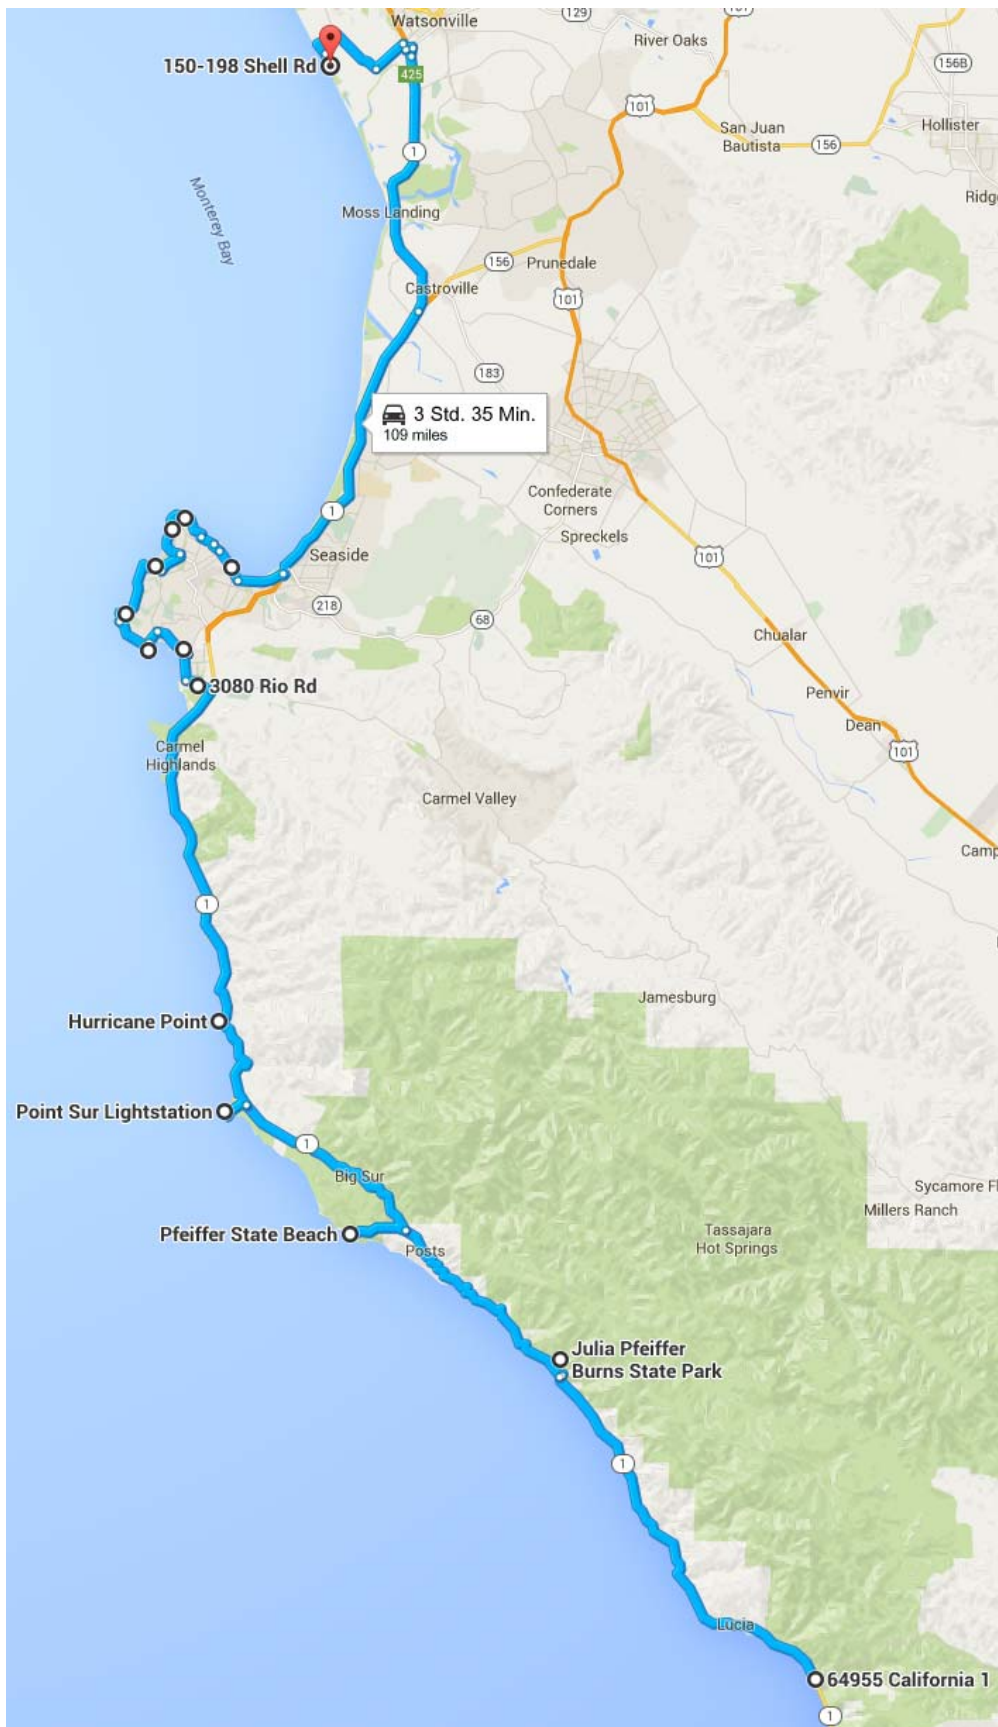 Watsonville
129
101
River Oaks
150-198 Shell Rd
425
156B
101
San Juan
Bautista
156
Hollister
1
Monterey Bay
Ridge
Moss Landing
156
Prunedale
Castroville
101
183
3 Std. 35 Min.
109 miles
Confederate
Corners
1
Spreckels
Seaside
101
218
68
Chualar
3080 Rio Rd
Penvir
Dean
Carmel
Highlands
101
Carmel Valley
Camp
1
Jamesburg
Hurricane Point
Point Sur Lightstation
1
Big Sur
Sycamore Fl
Millers Ranch
Pfeiffer State Beach
Tassajara
Hot Springs
Posts
Julia Pfeiffer
Burns State Park
1
Lucia
64955 California 1
1